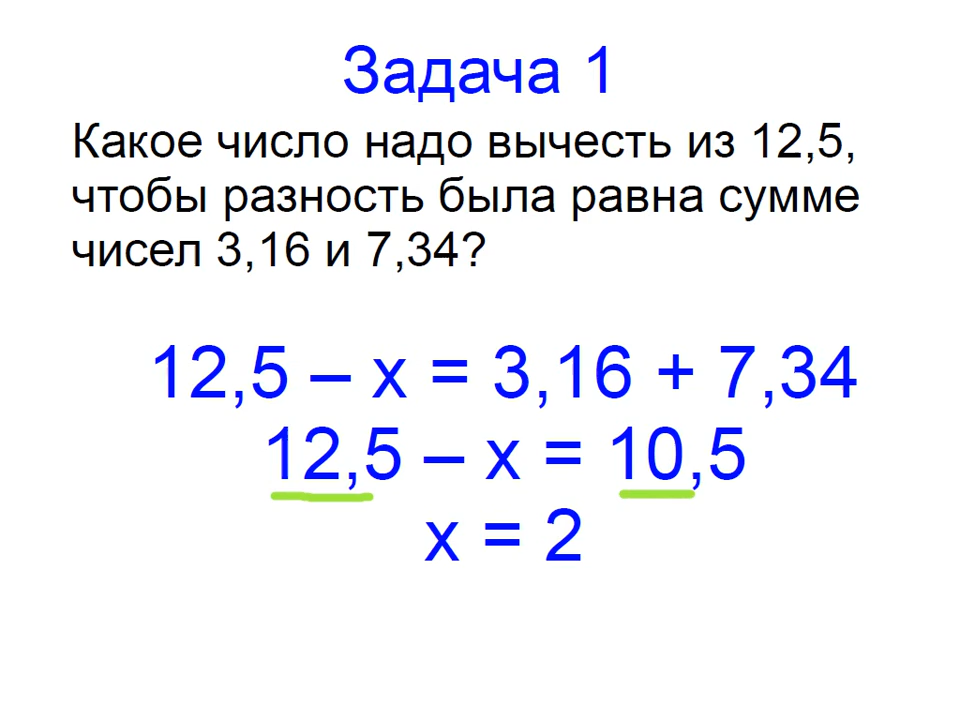 Задача 1
Какое число надо вычесть из 12,5,
чтобы разность была равна сумме
чисел 3,16 и 7,34?
12,5 – х = 3,16 + 7,34
12,5 – х = 10,5
х = 2